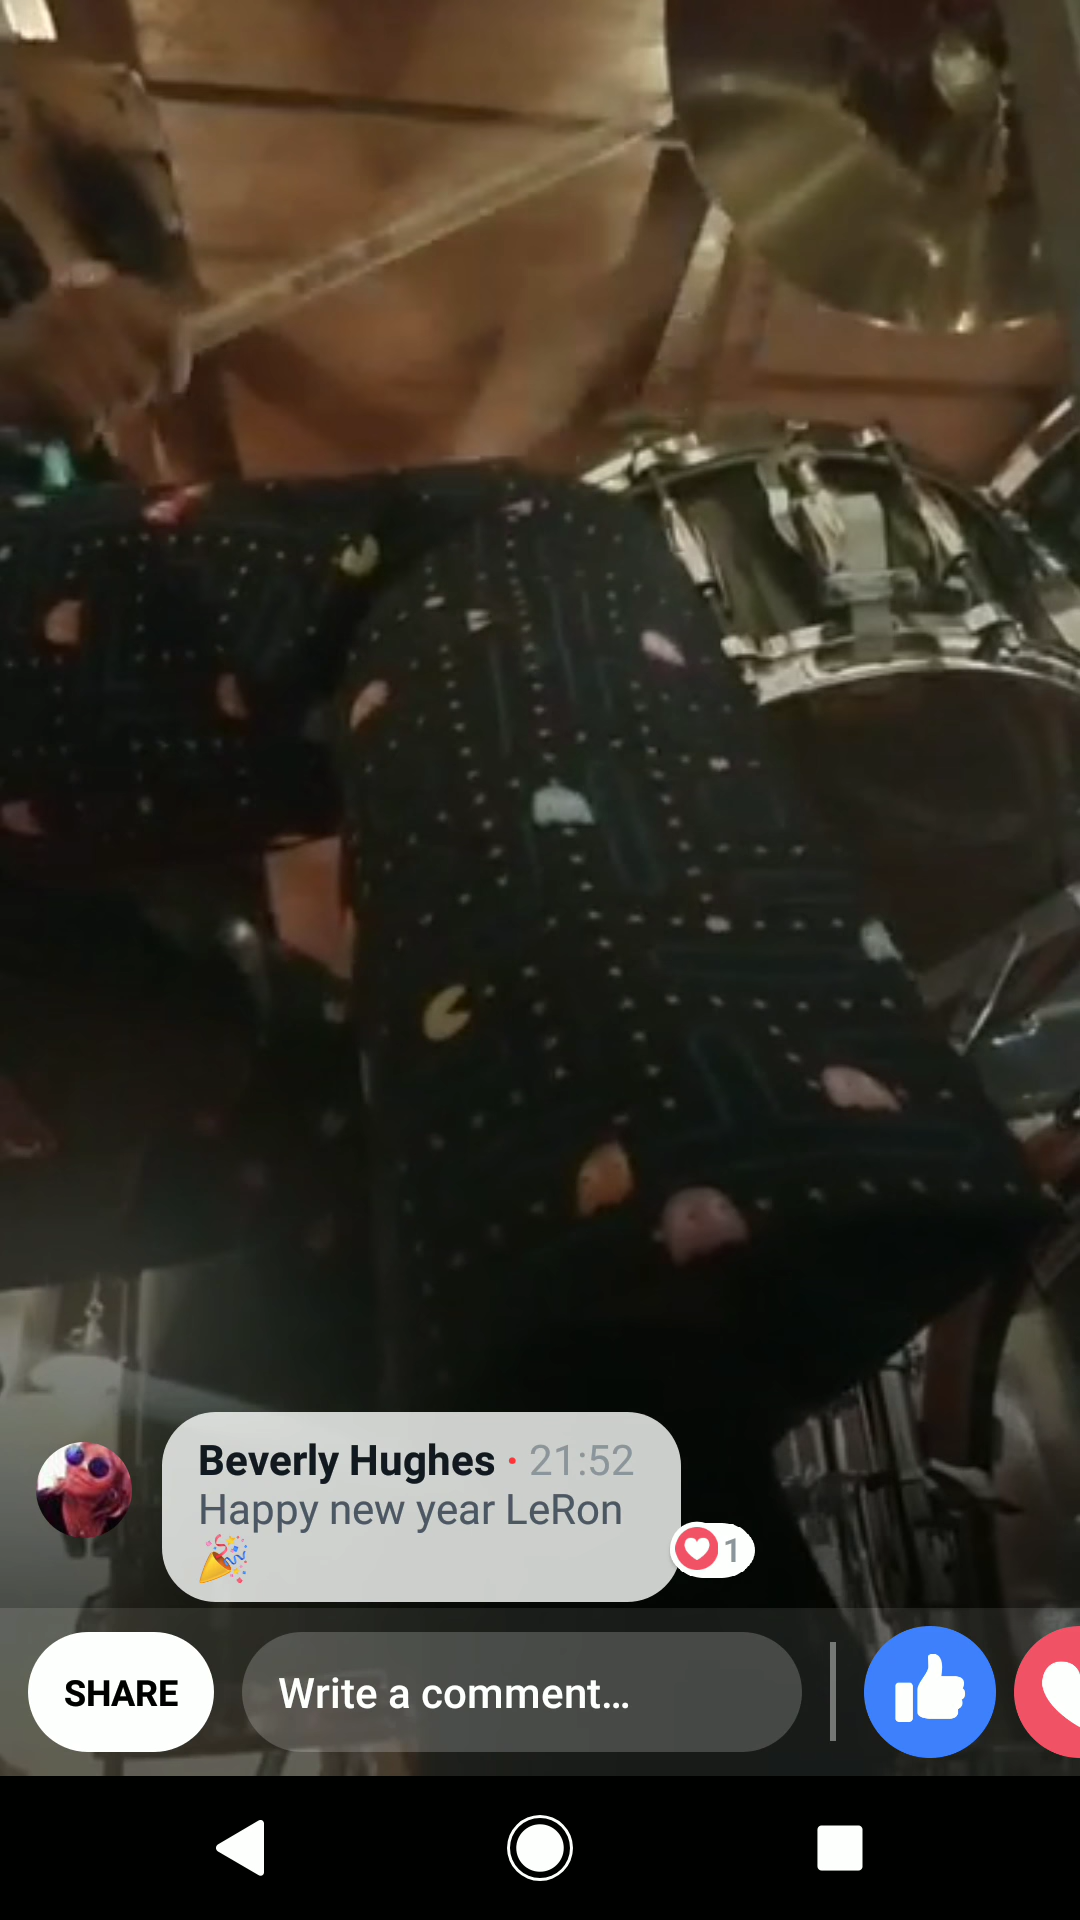 Beverly Hughes • 21:52
Happy new year LeRon
🎉
1
SHARE
Write a comment...